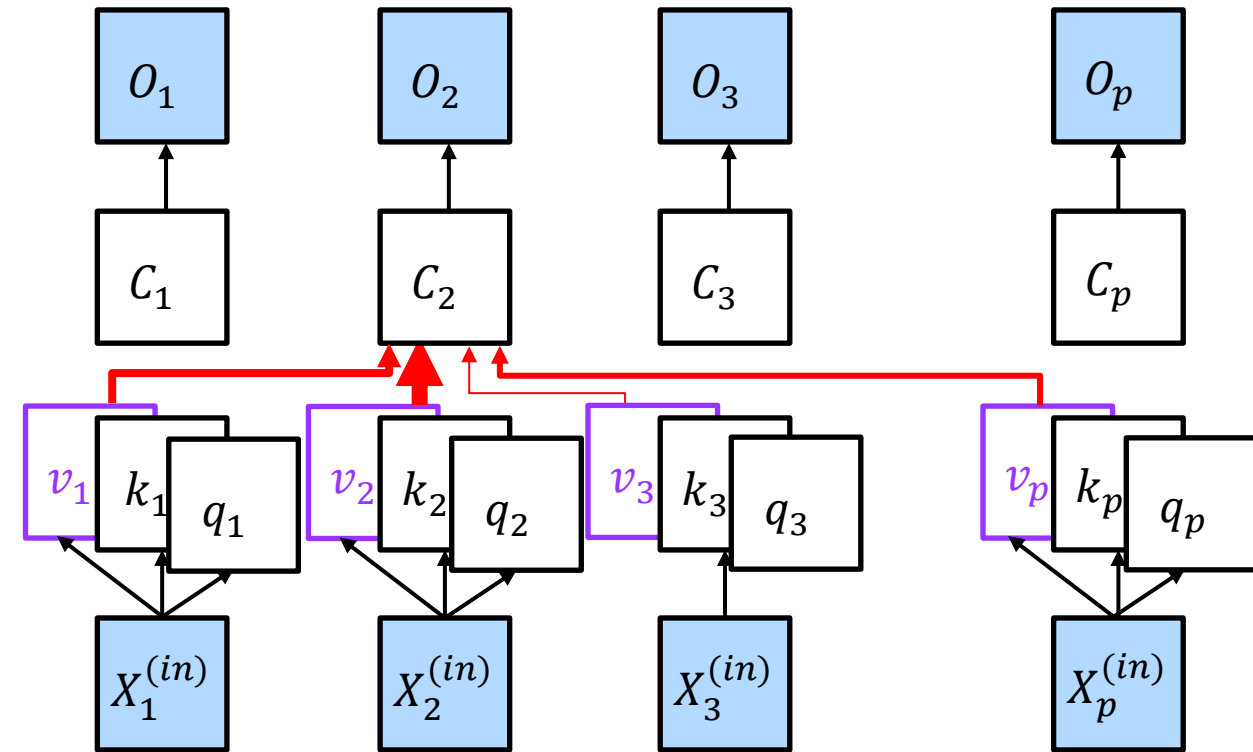 O₁ O₂ O₃ Oₚ
C₁ C₂ C₃ Cₚ
v₁ k₁ q₁ v₂ k₂ q₂ v₃ k₃ q₃ vₚ kₚ qₚ
X₁⁽ⁱⁿ⁾ X₂⁽ⁱⁿ⁾ X₃⁽ⁱⁿ⁾ Xₚ⁽ⁱⁿ⁾